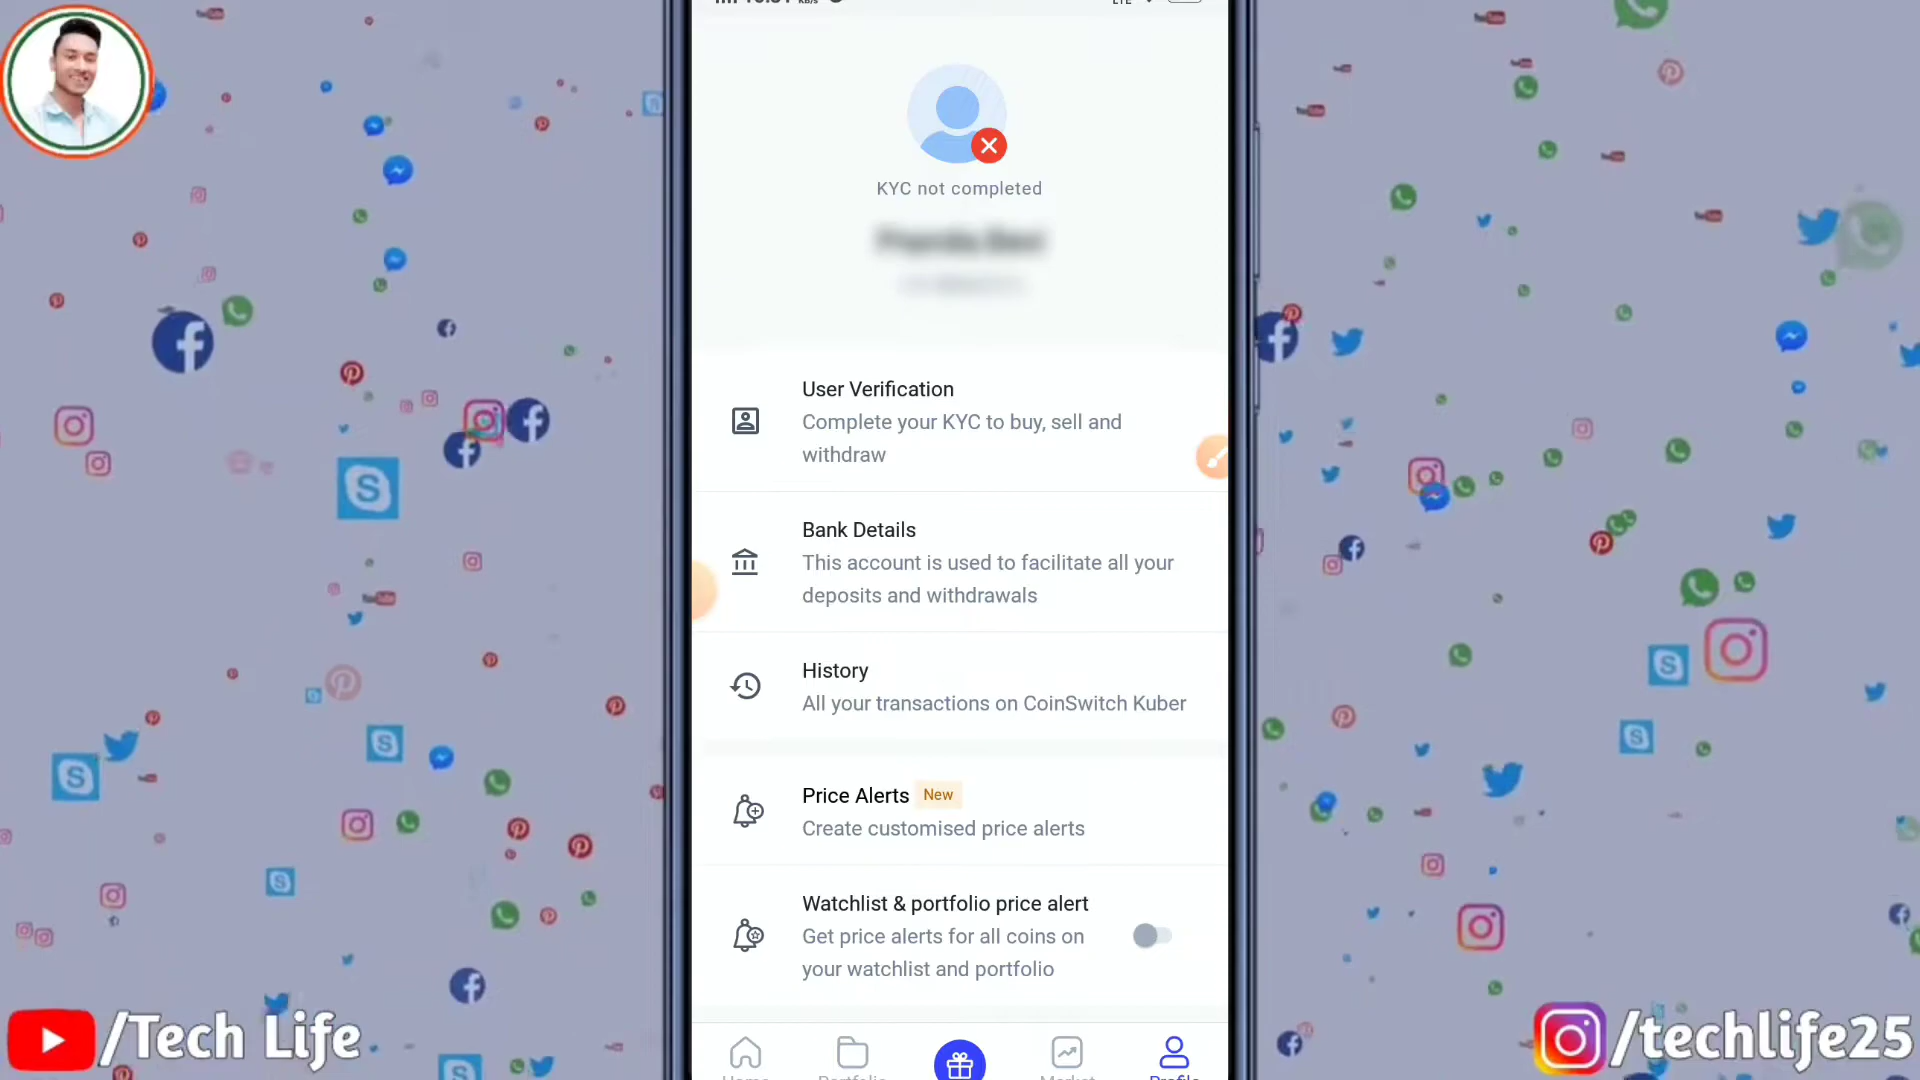 KYC not completed
User Verification
Complete your KYC to buy, sell and
withdraw
Bank Details
This account is used to facilitate all your
deposits and withdrawals
History
All your transactions on CoinSwitch Kuber
Price Alerts New
Create customised price alerts
Watchlist & portfolio price alert
Get price alerts for all coins on
your watchlist and portfolio
/Tech Life
/techlife25